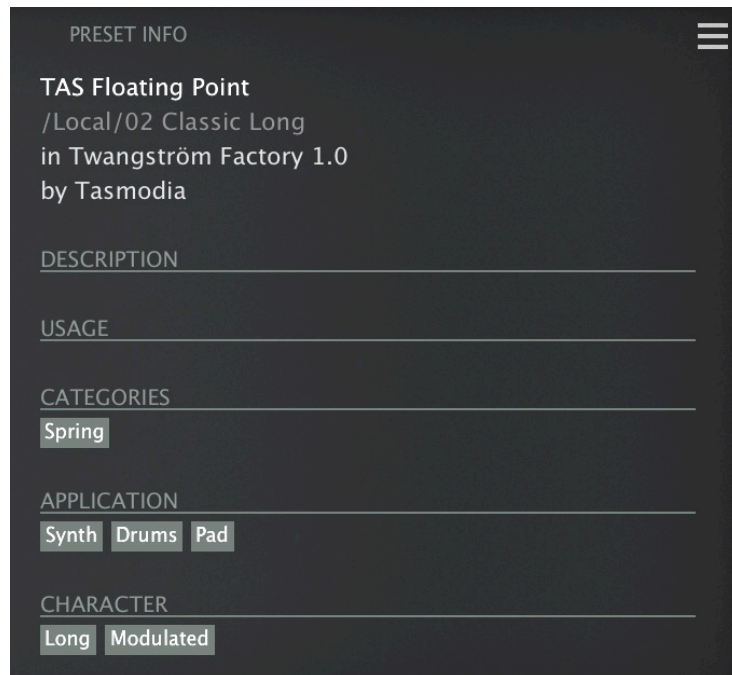 PRESET INFO
TAS Floating Point
/Local/02 Classic Long
in Twangström Factory 1.0
by Tasmodia
DESCRIPTION
USAGE
CATEGORIES
Spring
APPLICATION
Synth Drums Pad
CHARACTER
Long Modulated